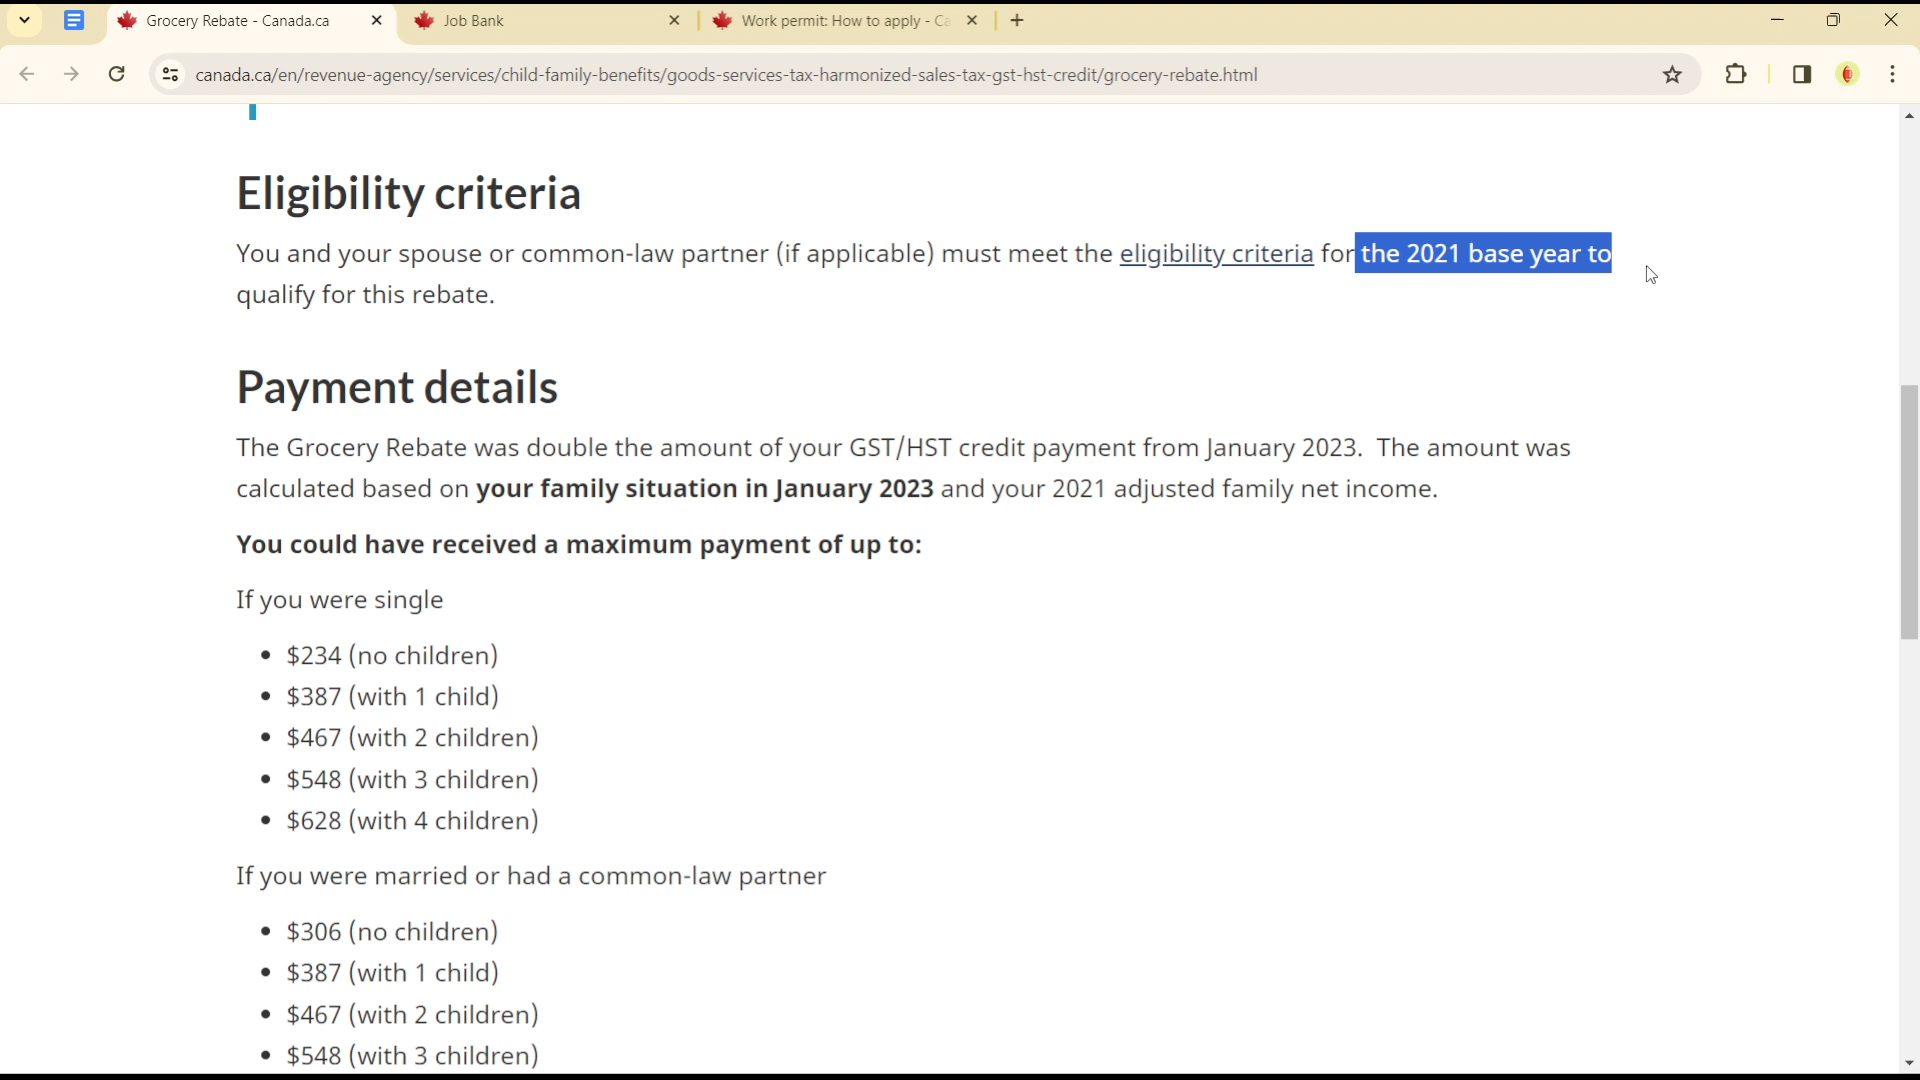 Grocery Rebate - Canada.ca
Job Bank
Work permit: How to apply - Ca
canada.ca/en/revenue-agency/services/child-family-benefits/goods-services-tax-harmonized-sales-tax-gst-hst-credit/grocery-rebate.html
Eligibility criteria
You and your spouse or common-law partner (if applicable) must meet the eligibility criteria for the 2021 base year to
qualify for this rebate.
Payment details
The Grocery Rebate was double the amount of your GST/HST credit payment from January 2023. The amount was
calculated based on your family situation in January 2023 and your 2021 adjusted family net income.
You could have received a maximum payment of up to:
If you were single
• $234 (no children)
• $387 (with 1 child)
• $467 (with 2 children)
• $548 (with 3 children)
• $628 (with 4 children)
If you were married or had a common-law partner
• $306 (no children)
• $387 (with 1 child)
• $467 (with 2 children)
• $548 (with 3 children)